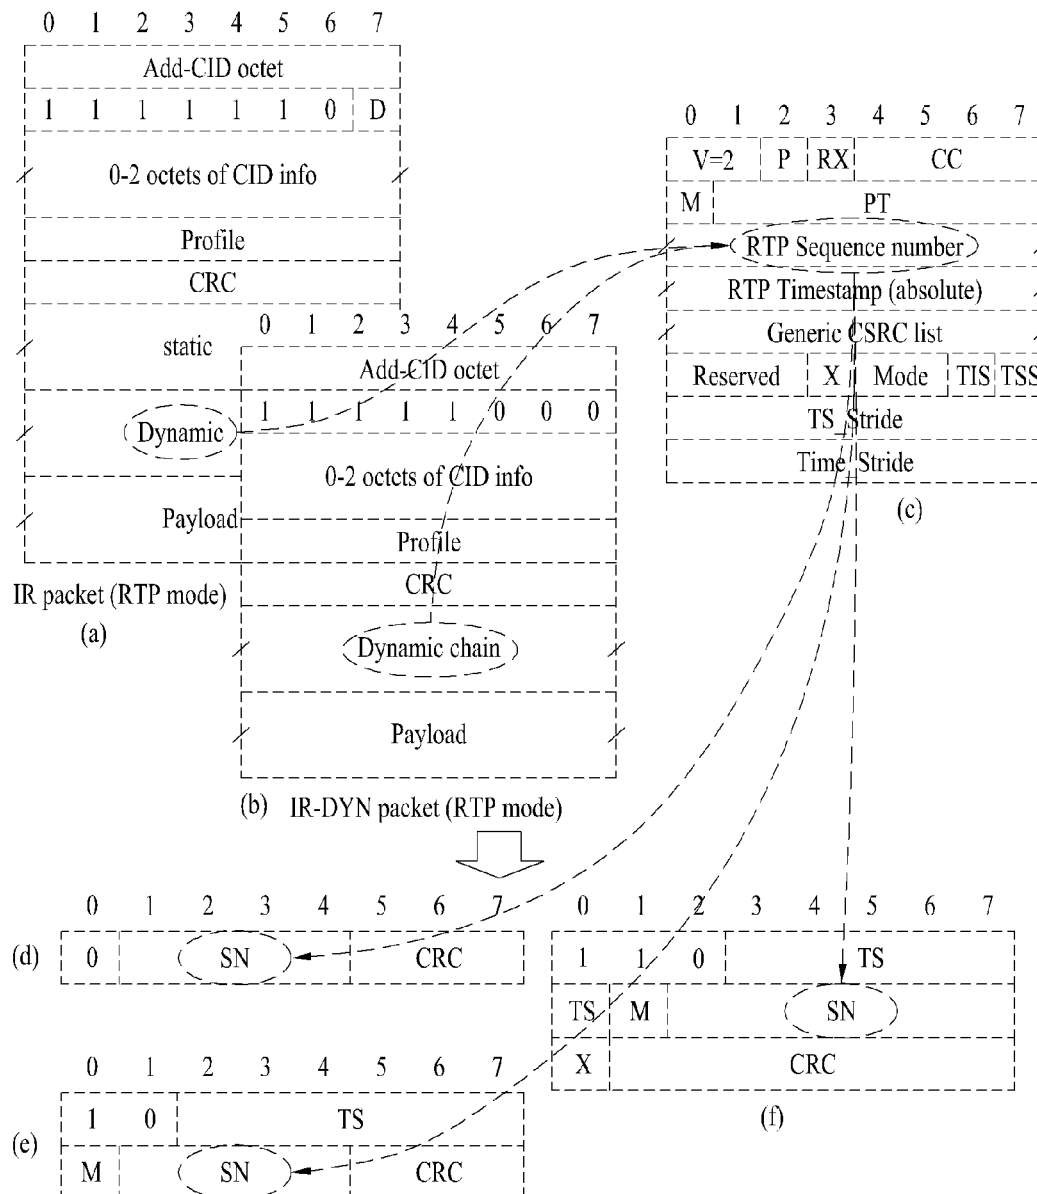 0 1 2 3 4 5 6 7
Add-CID octet
1 1 1 1 1 1 0 D
0-2 octets of CID info
Profile
CRC
static
Dynamic
Payload
IR packet (RTP mode)
(a)
0 1 2 3 4 5 6 7
Add-CID octet
1 1 1 1 1 0 0 0
0-2 octets of CID info
Profile
CRC
Dynamic chain
Payload
(b) IR-DYN packet (RTP mode)
0 1 2 3 4 5 6 7
V=2 P RX CC
M PT
RTP Sequence number
RTP Timestamp (absolute)
Generic CSRC list
Reserved X Mode TIS TSS
TS_Stride
Time_Stride
(c)
0 1 2 3 4 5 6 7
(d) 0 SN CRC
0 1 2 3 4 5 6 7
(e)
1 0 TS
M SN CRC
0 1 2 3 4 5 6 7
1 1 0 TS
TS M SN
X CRC
(f)